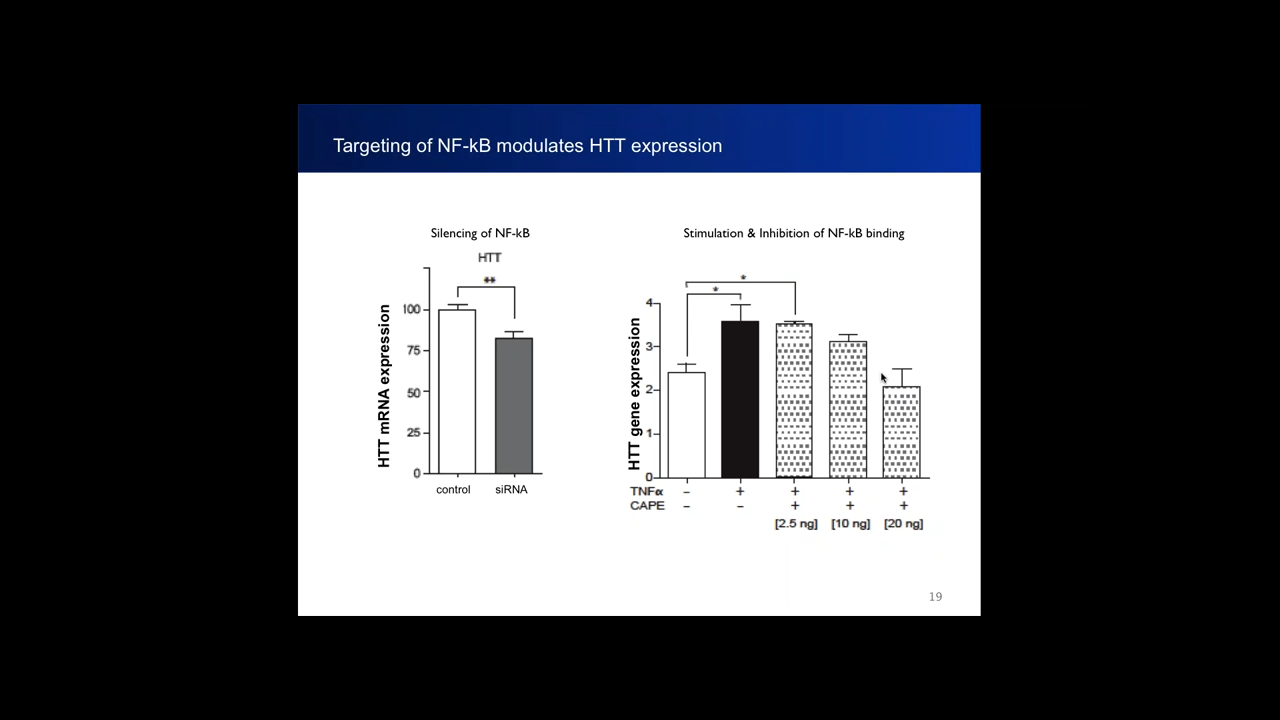 Targeting of NF-kB modulates HTT expression
Silencing of NF-kB
HTT
**
HTT mRNA expression
100
75
50
25
0
control siRNA
Stimulation & Inhibition of NF-kB binding
*
*
HTT gene expression
4
3
2
1
0
TNFα - + + + +
CAPE - - + + +
[2.5 ng] [10 ng] [20 ng]
19